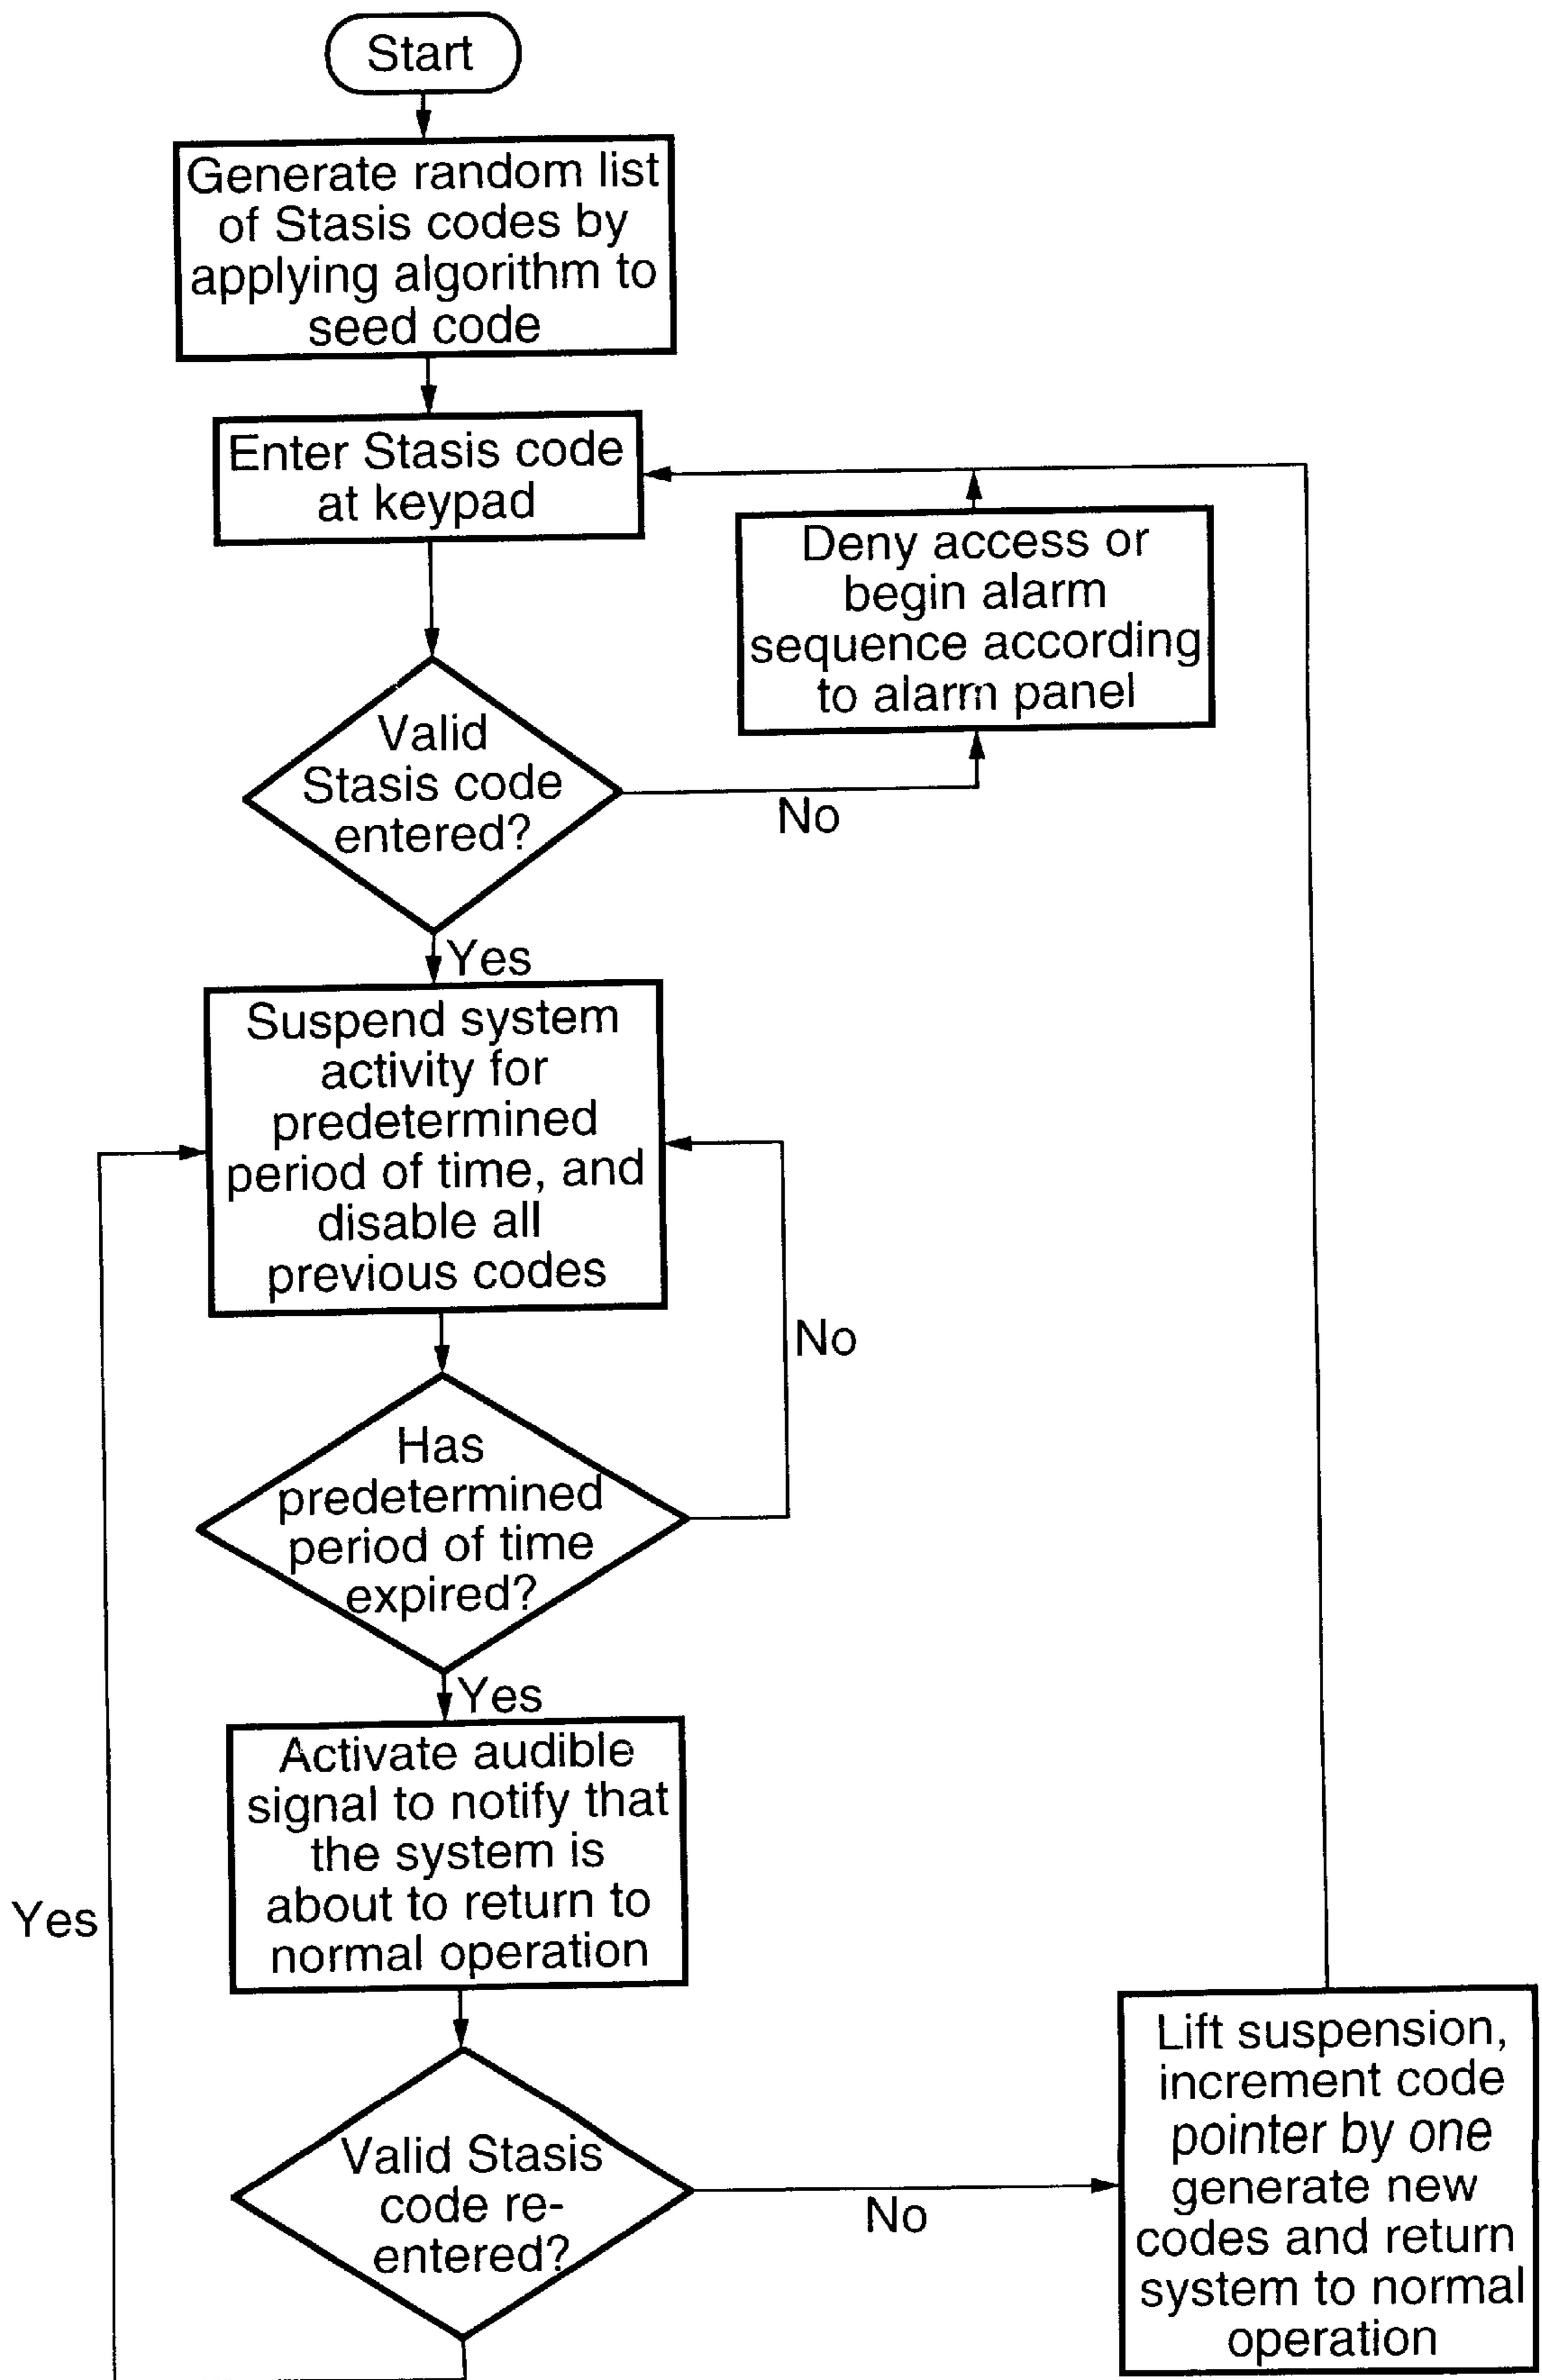 Start
Generate random list
of Stasis codes by
applying algorithm to
seed code
Enter Stasis code
at keypad
Deny access or
begin alarm
sequence according
to alarm panel
Valid
Stasis code
entered?
No
Yes
Suspend system
activity for
predetermined
period of time, and
disable all
previous codes
No
Has
predetermined
period of time
expired?
Yes
Activate audible
signal to notify that
the system is
about to return to
normal operation
Yes
Valid Stasis
code re-
entered?
No
Lift suspension,
increment code
pointer by one
generate new
codes and return
system to normal
operation